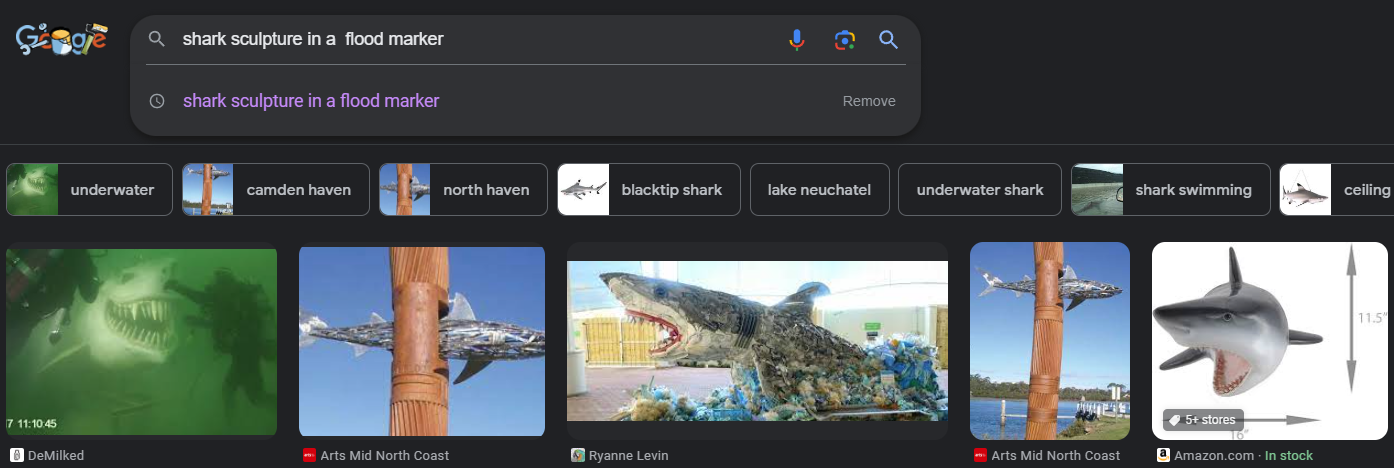 Google
shark sculpture in a  flood marker
shark sculpture in a flood marker
Remove
underwater
camden haven
north haven
blacktip shark
lake neuchatel
underwater shark
shark swimming
ceiling
7 11:10:45
11.5"
5+ stores
16"
DeMilked
Arts Mid North Coast
Ryanne Levin
Arts Mid North Coast
Amazon.com · In stock